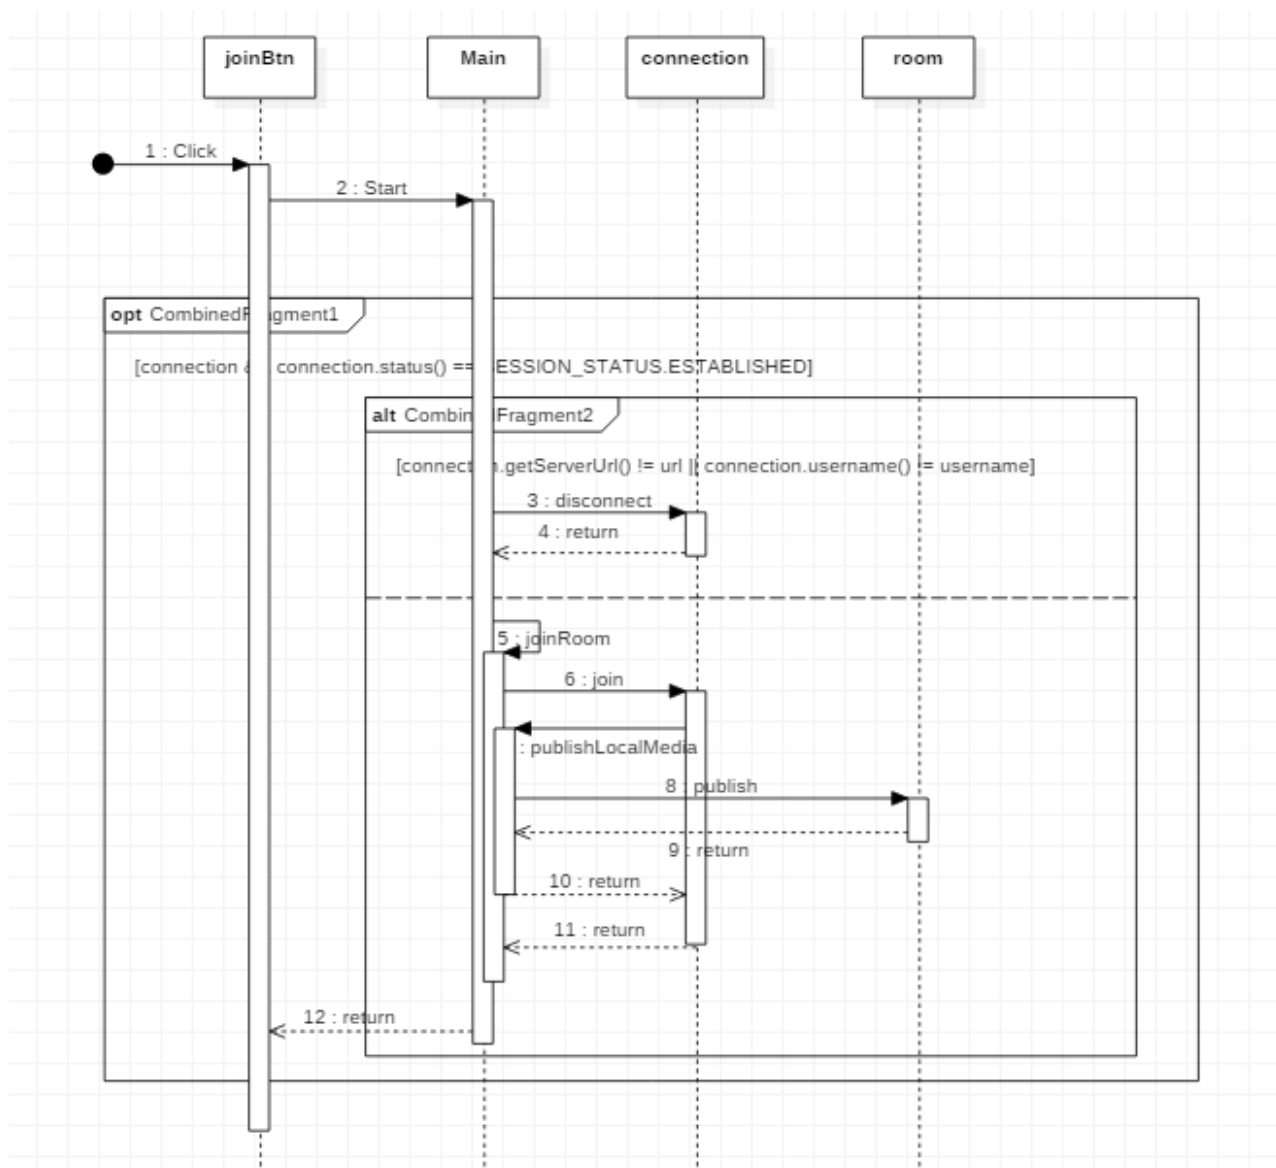 joinBtn
Main
connection
room
1 : Click
2 : Start
opt CombinedF gment1
[connection & connection.status() == ESSION_STATUS.ESTABLISHED]
alt Combin Fragment2
[connect .getServerUrl() != url || connection.username() != username]
3 : disconnect
4 : return
5 : joinRoom
6 : join
: publishLocalMedia
8 : publish
9 : return
10 : return
11 : return
12 : return